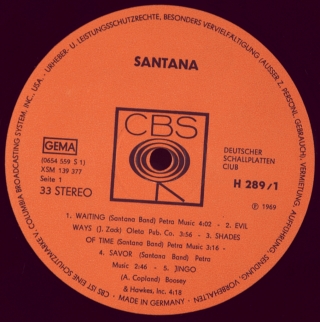 CBS IST EINE SCHUTZMARKE V. COLUMBIA BROADCASTING SYSTEM, INC. USA. - URHEBER- U. LEISTUNGSSCHUTZRECHTE, BESONDERS VERVIELFÄLTIGUNG (AUSSER Z. PERSÖNL. GEBRAUCH), VERMIETUNG, AUFFÜHRUNG, SENDUNG, VORBEHALTEN
SANTANA
CBS
GEMA
(0654 559 S 1)
XSM 139 377
Seite 1
33 STEREO
DEUTSCHER
SCHALLPLATTEN
CLUB
H 289/1
℗ 1969
1. WAITING (Santana Band) Petra Music 4:02 - 2. EVIL
WAYS (J. Zack) Oleta Pub. Co. 3:56 - 3. SHADES
OF TIME (Santana Band) Petra Music 3:16 -
4. SAVOR (Santana Band) Petra
Music 2:46 - 5. JINGO
(A. Copland) Boosey
& Hawkes, Inc. 4:18
• MADE IN GERMANY •